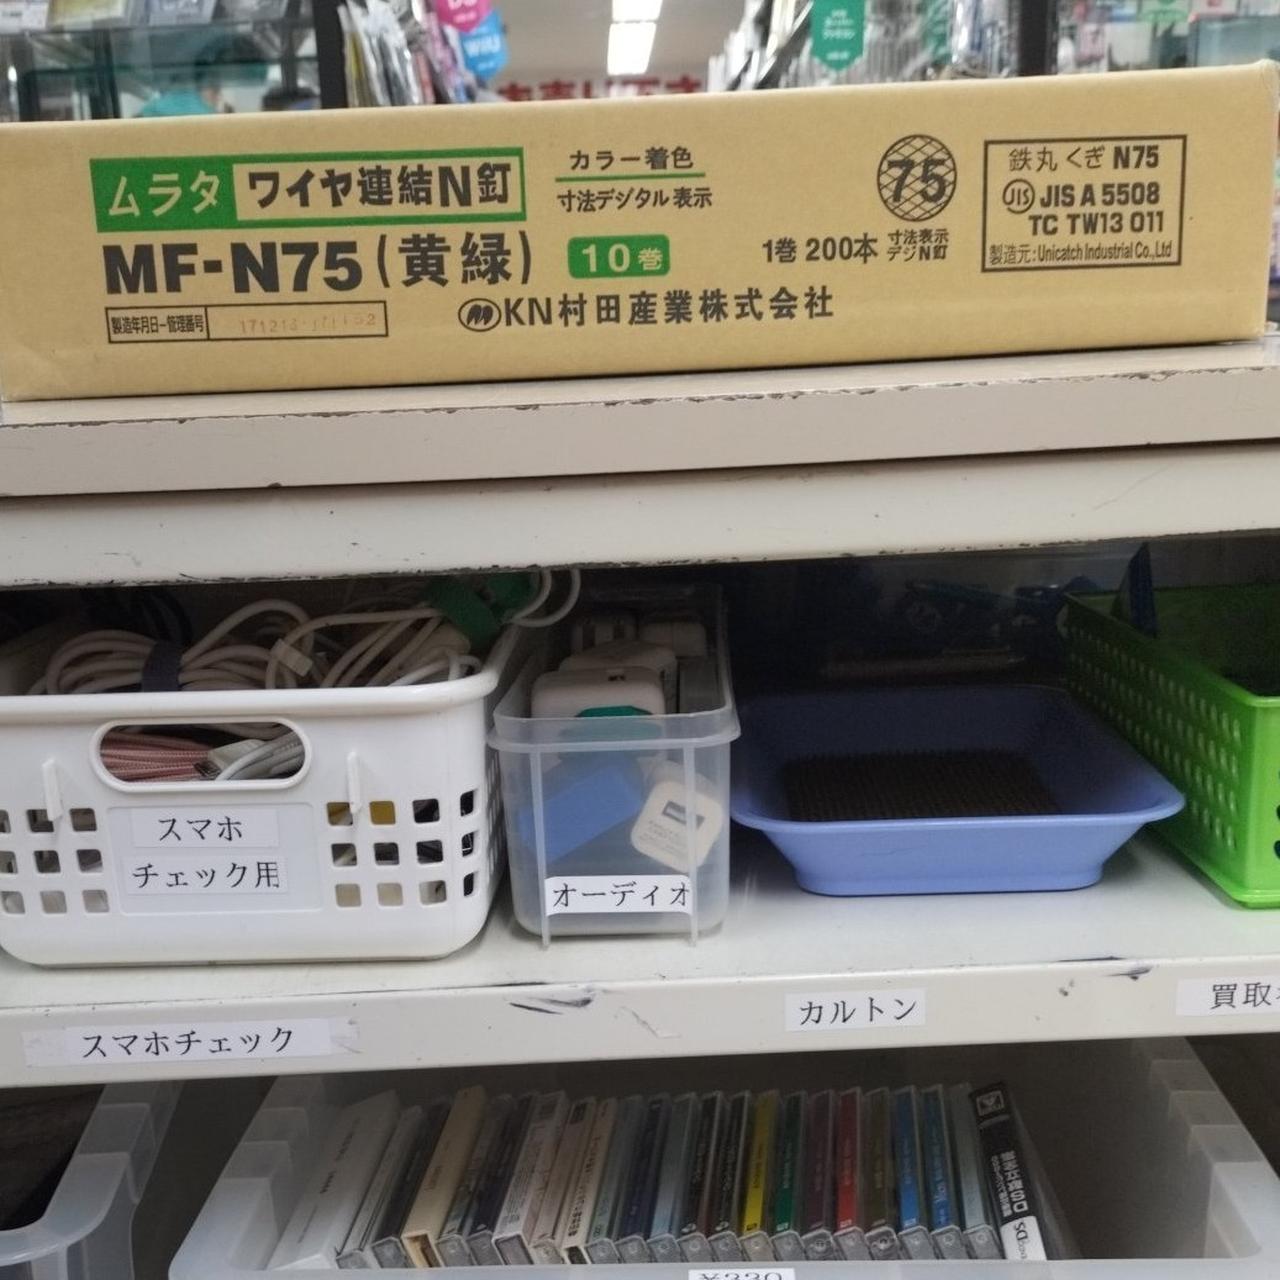 WiiU
ムラタ ワイヤ連結N釘
MF-N75(黄緑)
製造年月日一管理番号
カラー着色
寸法デジタル表示
10巻
1巻 200本 寸法表示
デジN釘
KN村田産業株式会社
75
鉄丸くぎ N75
JIS JIS A 5508
TC TW13 011
製造元:Unicatch Industrial Co.,Ltd
スマホ
チェック用
オーディオ
スマホチェック
カルトン
買取
¥330